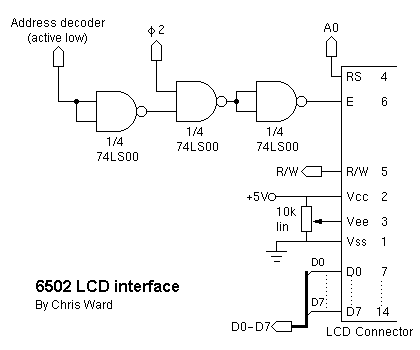 Address decoder
(active low)
ϕ2
A0
RS 4
E 6
1/4
74LS00
1/4
74LS00
1/4
74LS00
R/W
R/W 5
+5V
Vcc 2
10k
lin
Vee 3
Vss 1
D0
D0 7
D7
D7 14
D0-D7
LCD Connector
6502 LCD interface
By Chris Ward